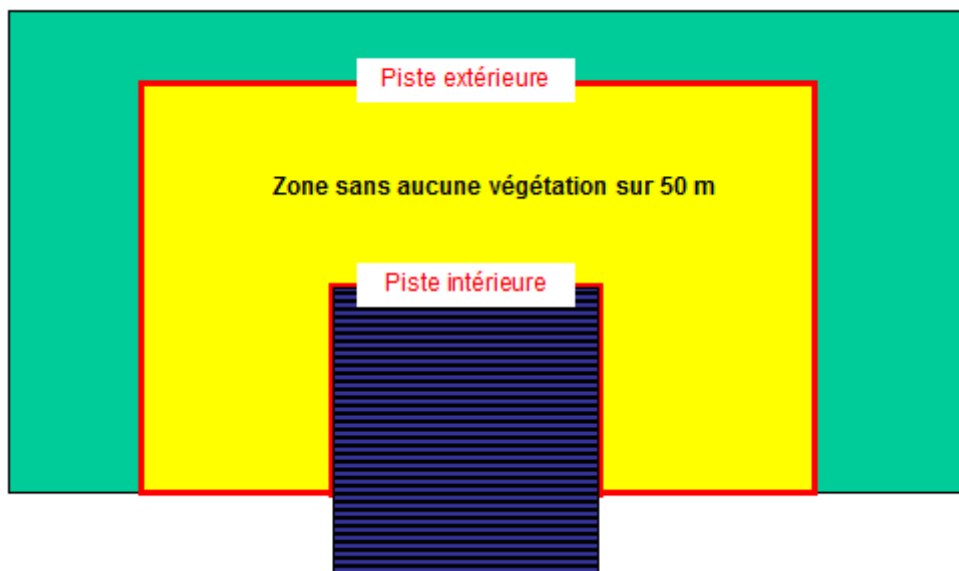 Piste extérieure
Zone sans aucune végétation sur 50 m
Piste intérieure